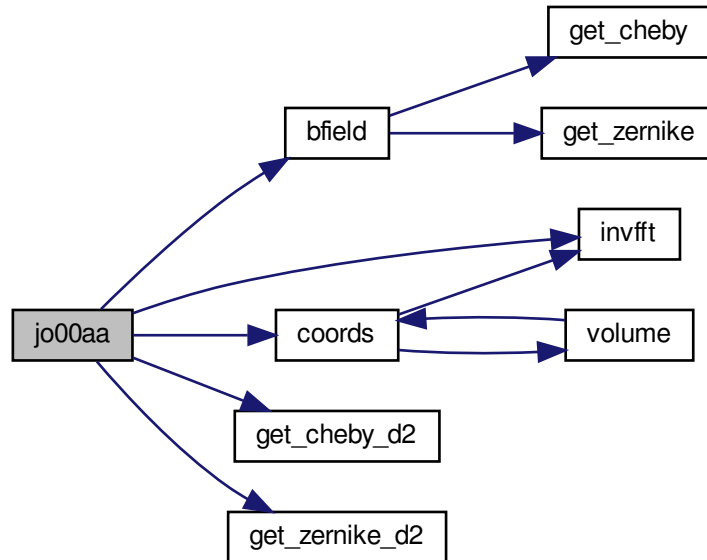 get_cheby
bfield
get_zernike
invfft
jo00aa
coords
volume
get_cheby_d2
get_zernike_d2